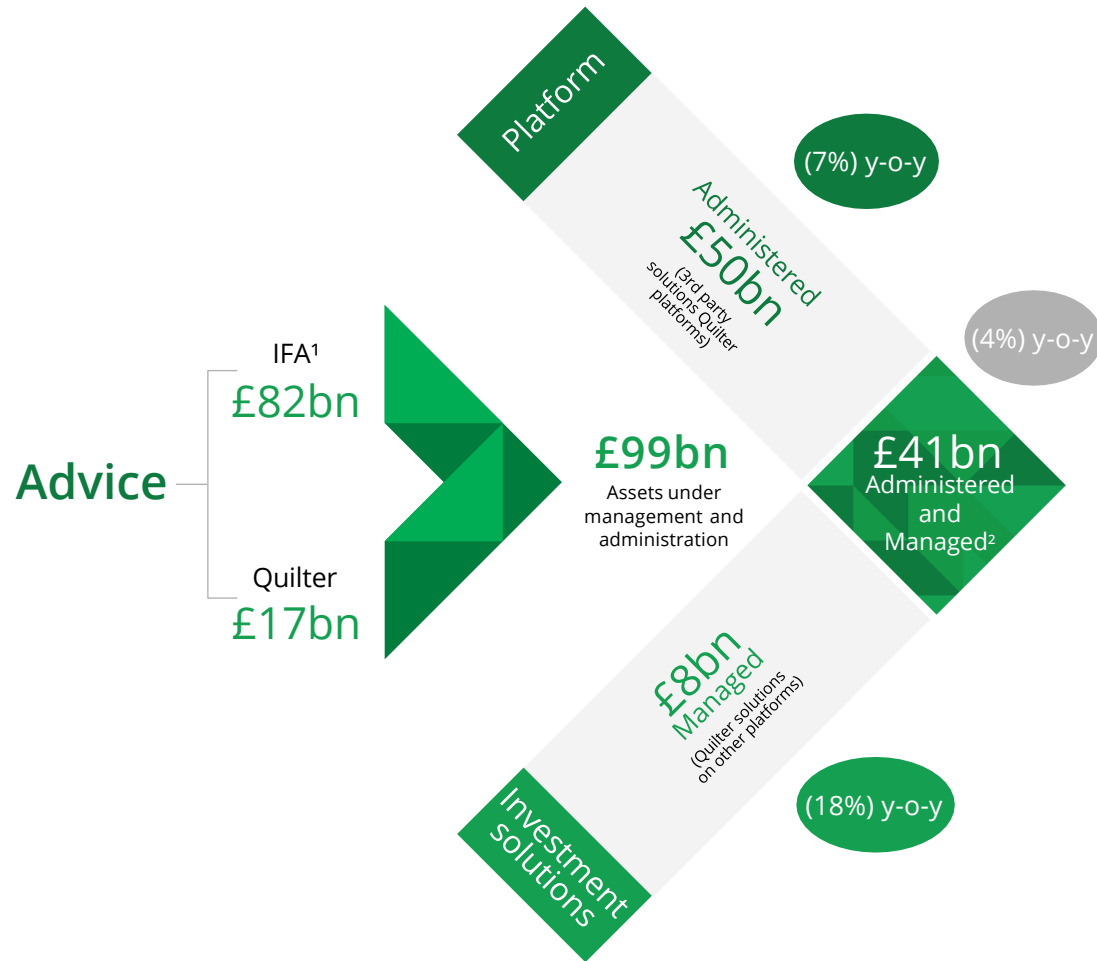 Platform
(7%) y-o-y
Administered
£50bn
(3rd party
solutions Quilter
platforms)
(4%) y-o-y
IFA¹
£82bn
Advice
Quilter
£17bn
£99bn
Assets under
management and
administration
£41bn
Administered
and
Managed²
£8bn
Managed
(Quilter solutions
on other platforms)
(18%) y-o-y
Investment
solutions